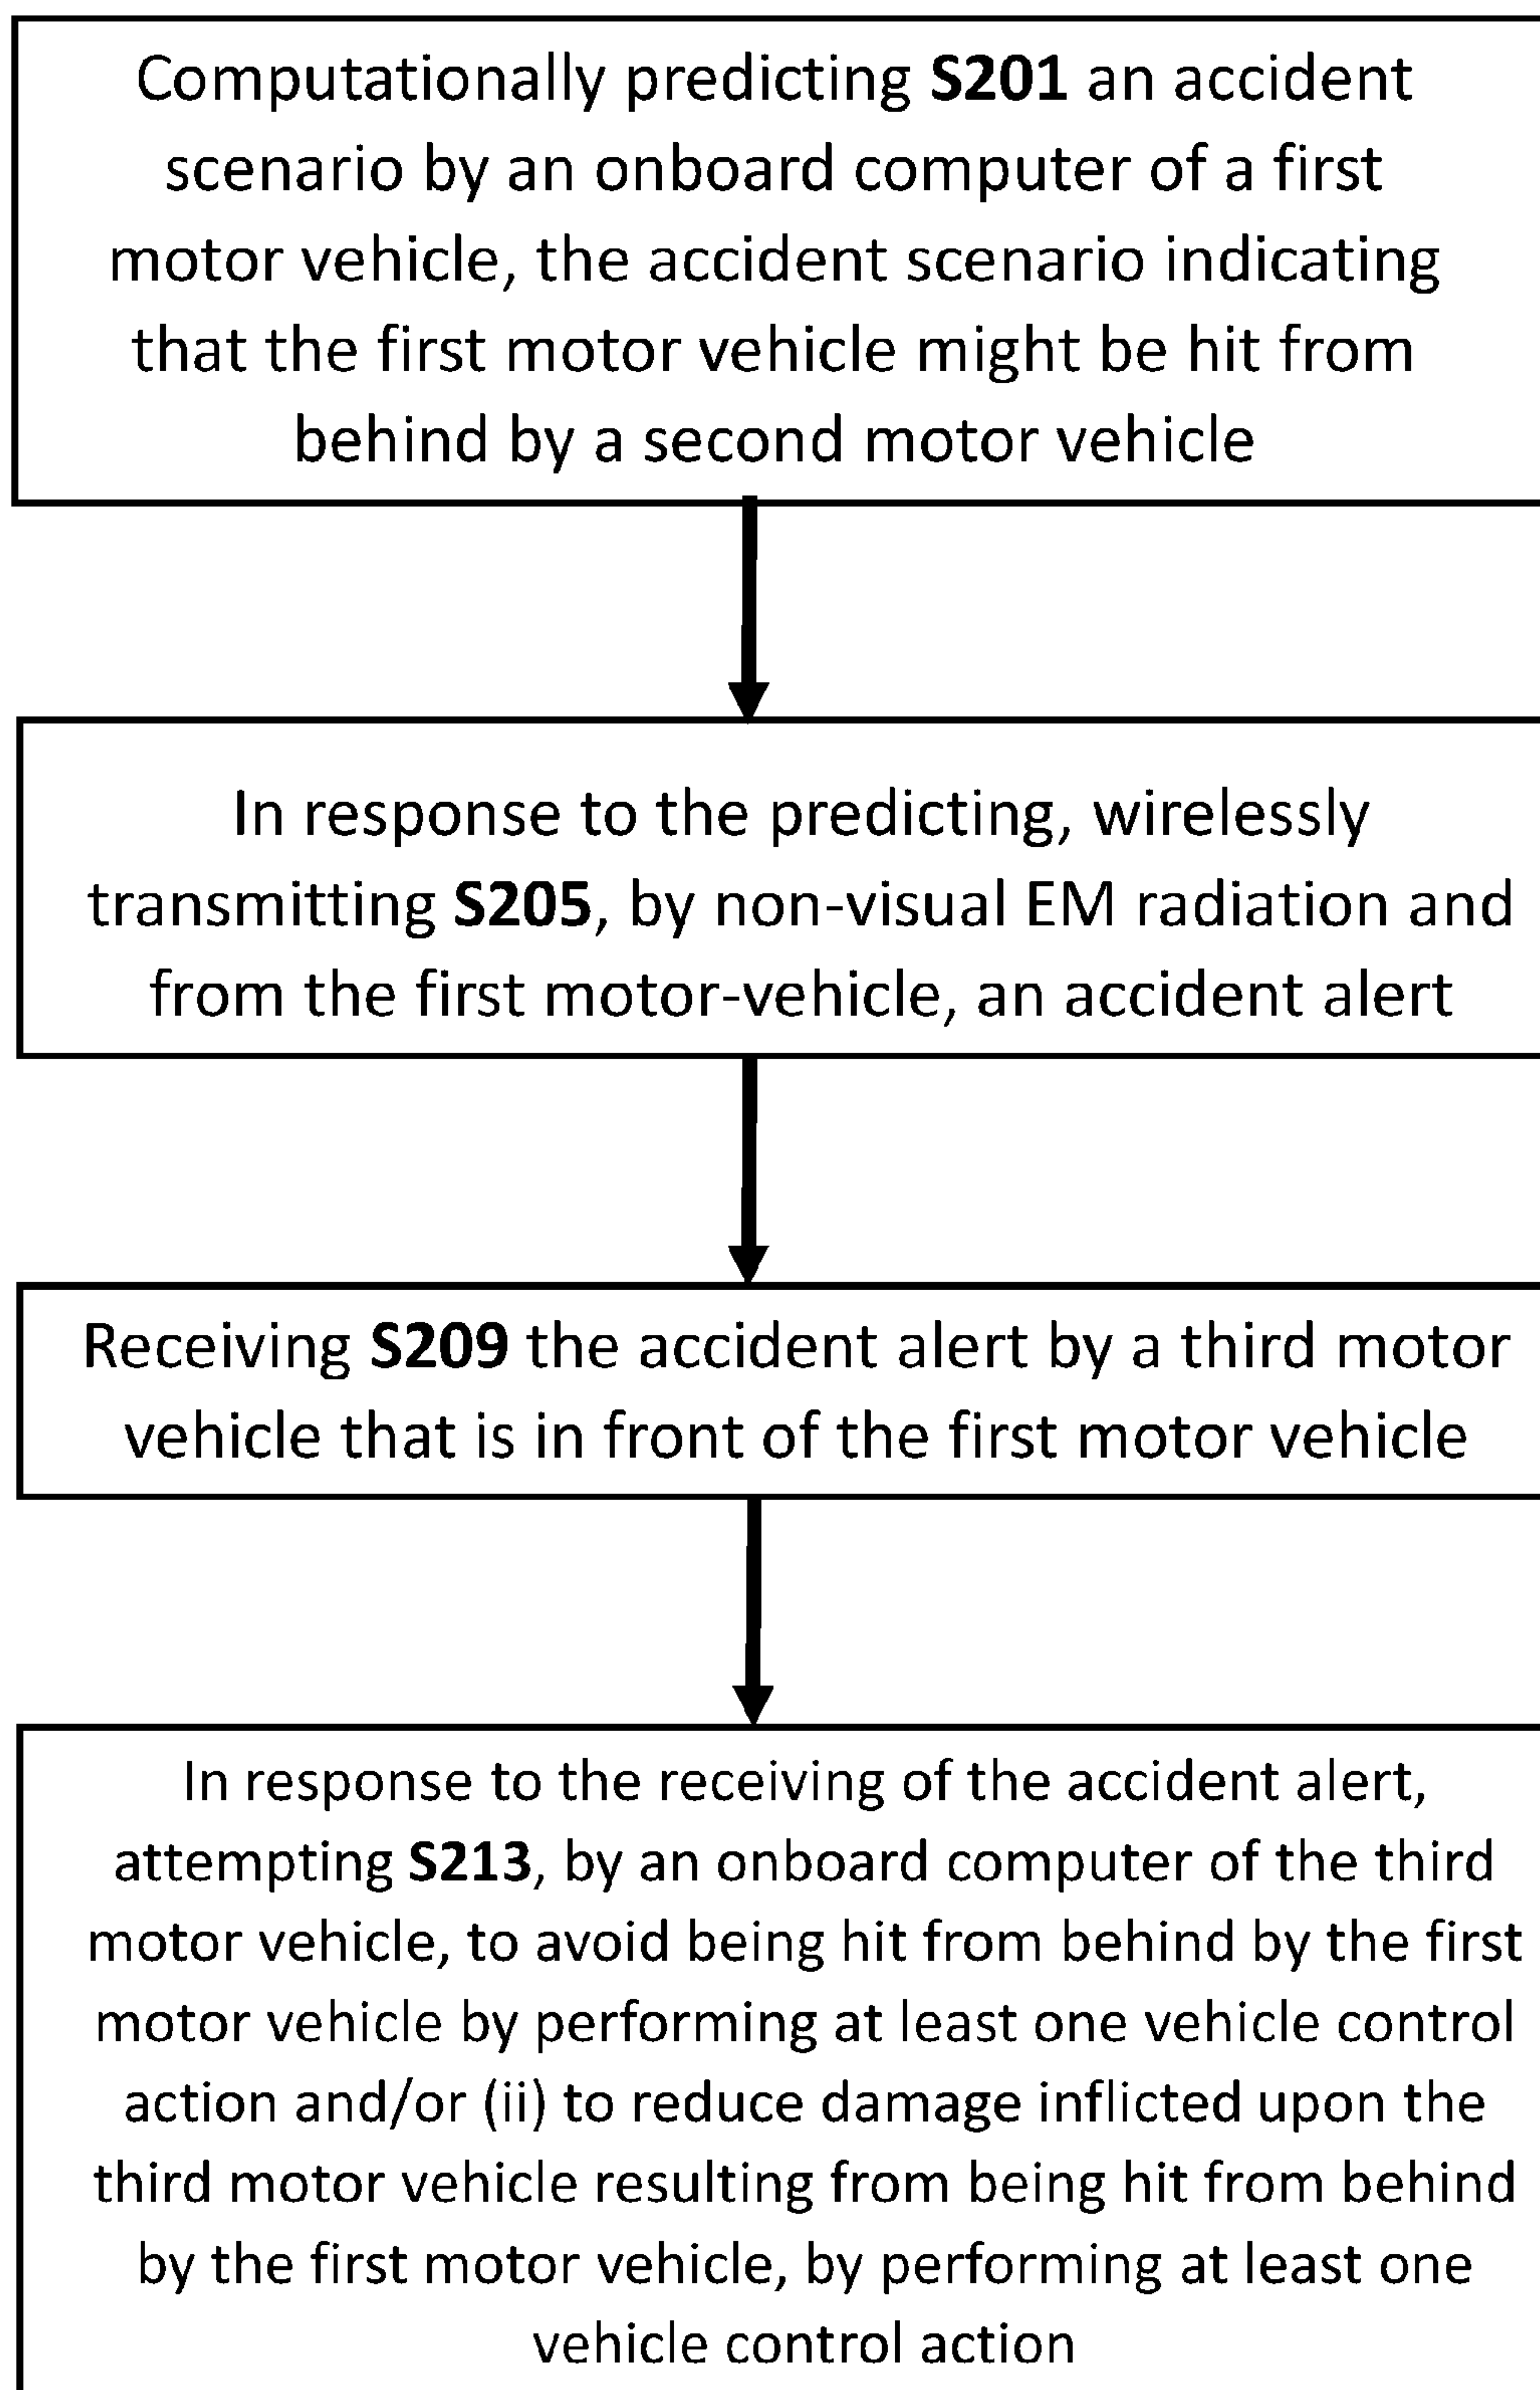 Computationally predicting S201 an accident
scenario by an onboard computer of a first
motor vehicle, the accident scenario indicating
that the first motor vehicle might be hit from
behind by a second motor vehicle
In response to the predicting, wirelessly
transmitting S205, by non-visual EM radiation and
from the first motor-vehicle, an accident alert
Receiving S209 the accident alert by a third motor
vehicle that is in front of the first motor vehicle
In response to the receiving of the accident alert,
attempting S213, by an onboard computer of the third
motor vehicle, to avoid being hit from behind by the first
motor vehicle by performing at least one vehicle control
action and/or (ii) to reduce damage inflicted upon the
third motor vehicle resulting from being hit from behind
by the first motor vehicle, by performing at least one
vehicle control action